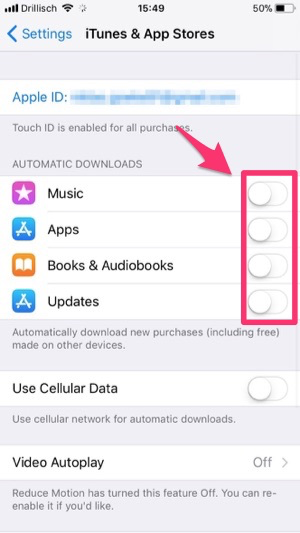 Drillisch 15:49 50%
Settings iTunes & App Stores
Apple ID:
Touch ID is enabled for all purchases.
AUTOMATIC DOWNLOADS
Music
Apps
Books & Audiobooks
Updates
Automatically download new purchases (including free)
made on other devices.
Use Cellular Data
Use cellular network for automatic downloads.
Video Autoplay Off
Reduce Motion has turned this feature Off. You can re-
enable it if you'd like.